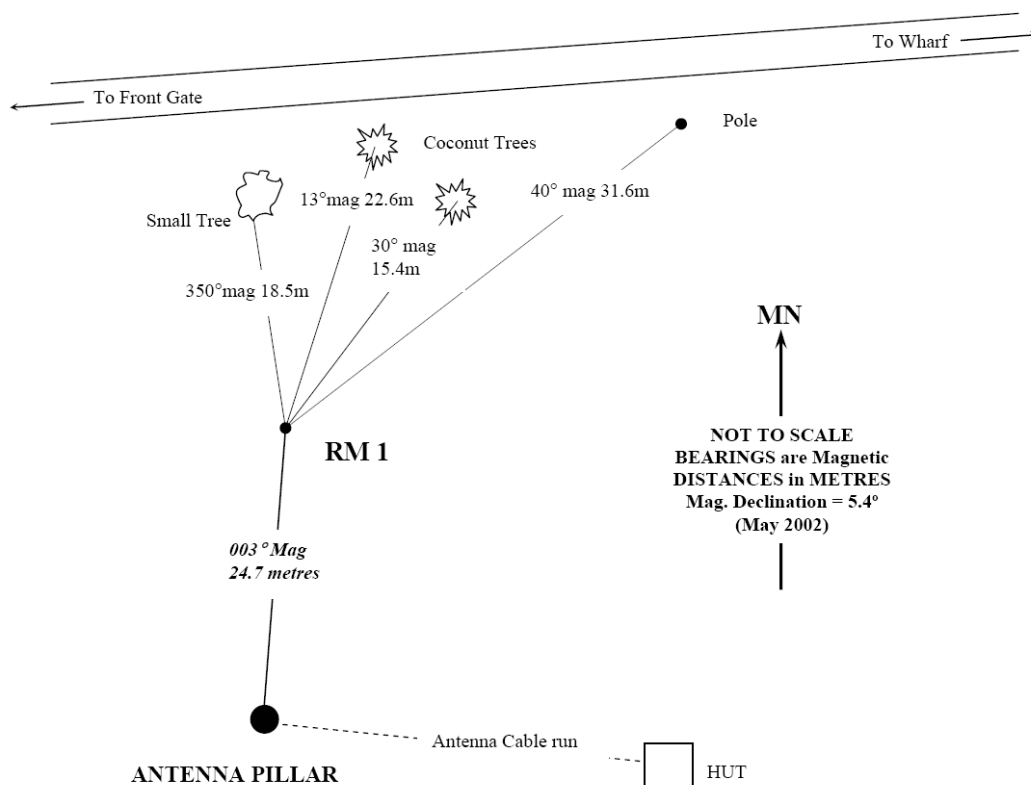 To Wharf
To Front Gate
Pole
Coconut Trees
13°mag 22.6m
40° mag 31.6m
Small Tree
30° mag
15.4m
350°mag 18.5m
MN
RM 1
NOT TO SCALE
BEARINGS are Magnetic
DISTANCES in METRES
Mag. Declination = 5.4º
(May 2002)
003° Mag
24.7 metres
Antenna Cable run
ANTENNA PILLAR
HUT